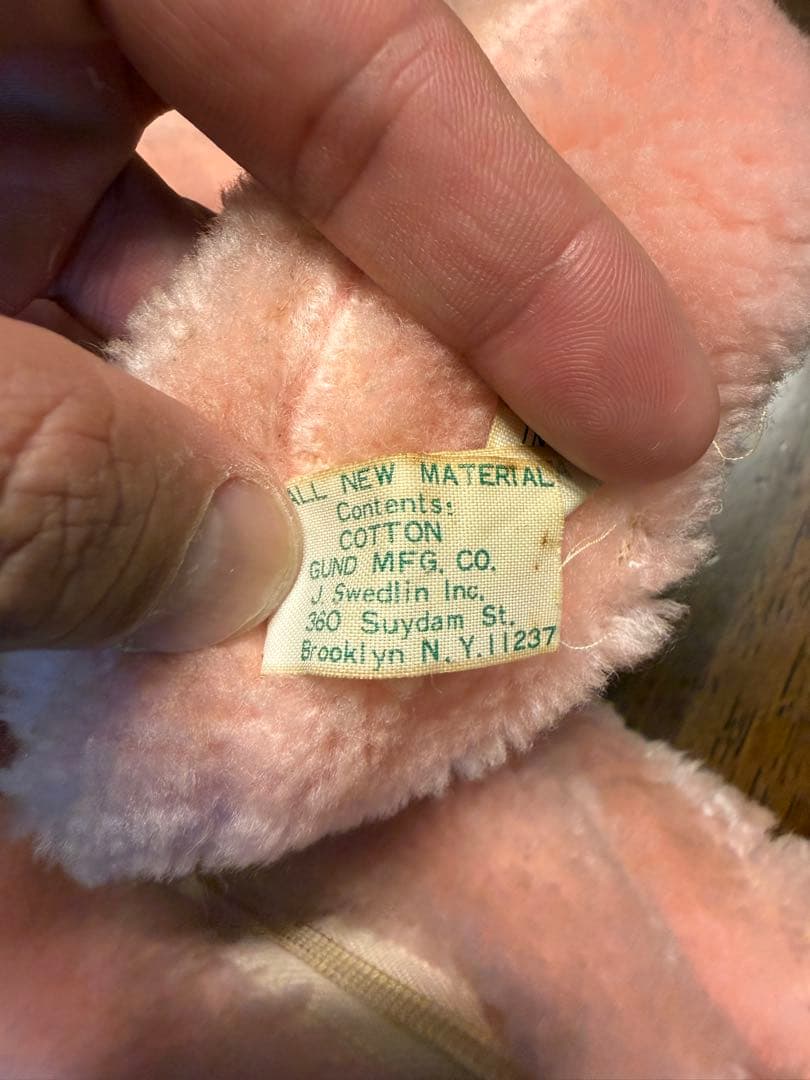 ALL NEW MATERIAL
Contents:
COTTON
GUND MFG. CO.
J Swedlin Inc.
360 Suydam St.
Brooklyn N.Y.11237